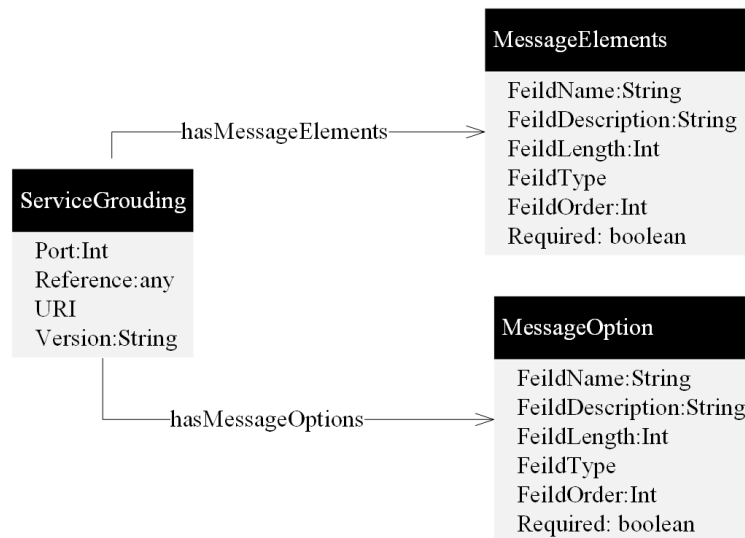 MessageElements
FeildName:String
FeildDescription:String
FeildLength:Int
FeildType
FeildOrder:Int
Required: boolean
hasMessageElements
ServiceGrouding
Port:Int
Reference:any
URI
Version:String
hasMessageOptions
MessageOption
FeildName:String
FeildDescription:String
FeildLength:Int
FeildType
FeildOrder:Int
Required: boolean